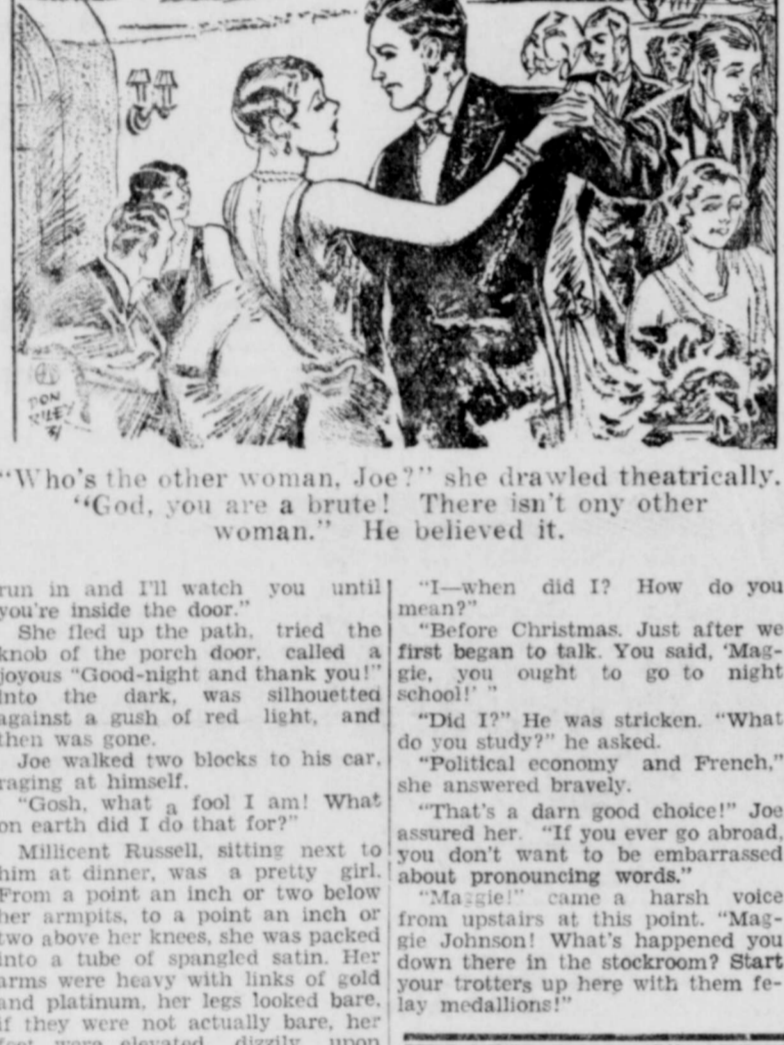 DON
"Who's the other woman, Joe?" she drawled theatrically.
"God, you are a brute! There isn't ony other
woman." He believed it.
run in and I'll watch you until
you're inside the door."
She fled up the path, tried the
knob of the porch door, called a
joyous "Good-night and thank you!"
into the dark, was silhouetted
against a gush of red light, and
then was gone.
Joe walked two blocks to his car,
raging at himself.
"Gosh, what a fool I am! What
on earth did I do that for?"
Millicent Russell, sitting next to
him at dinner, was a pretty girl.
From a point an inch or two below
her armpits, to a point an inch or
two above her knees, she was packed
into a tube of spangled satin. Her
arms were heavy with links of gold
and platinum, her legs looked bare,
if they were not actually bare, her
feet were elevated dizzily upon
"I—when did I? How do you
mean?"
"Before Christmas. Just after we
first began to talk. You said, 'Mag-
gie, you ought to go to night
school!' "
"Did I?" He was stricken. "What
do you study?" he asked.
"Political economy and French,"
she answered bravely.
"That's a darn good choice!" Joe
assured her. "If you ever go abroad,
you don't want to be embarrassed
about pronouncing words."
"Maggie!" came a harsh voice
from upstairs at this point. "Mag-
gie Johnson! What's happened you
down there in the stockroom? Start
your trotters up here with them fe-
lay medallions!"